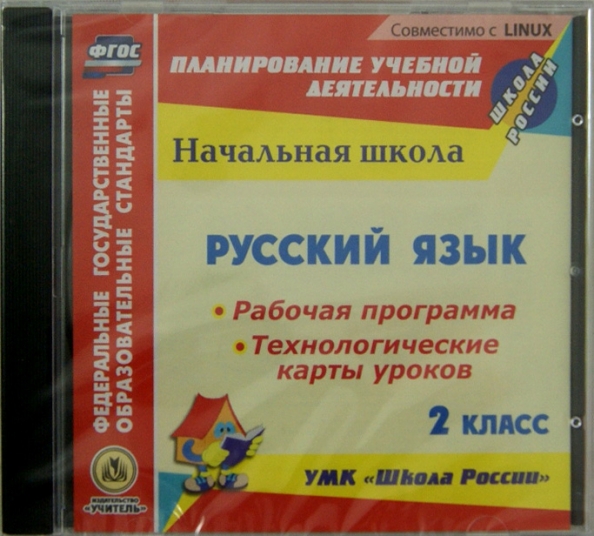 Совместимо с LINUX
ФГОС
ПЛАНИРОВАНИЕ УЧЕБНОЙ
ДЕЯТЕЛЬНОСТИ
ШКОЛА
РОССИИ
Начальная школа
ФЕДЕРАЛЬНЫЕ ГОСУДАРСТВЕННЫЕ
ОБРАЗОВАТЕЛЬНЫЕ СТАНДАРТЫ
РУССКИЙ ЯЗЫК
• Рабочая программа
• Технологические
карты уроков
2 КЛАСС
УМК «Школа России»
ИЗДАТЕЛЬСТВО
«УЧИТЕЛЬ»